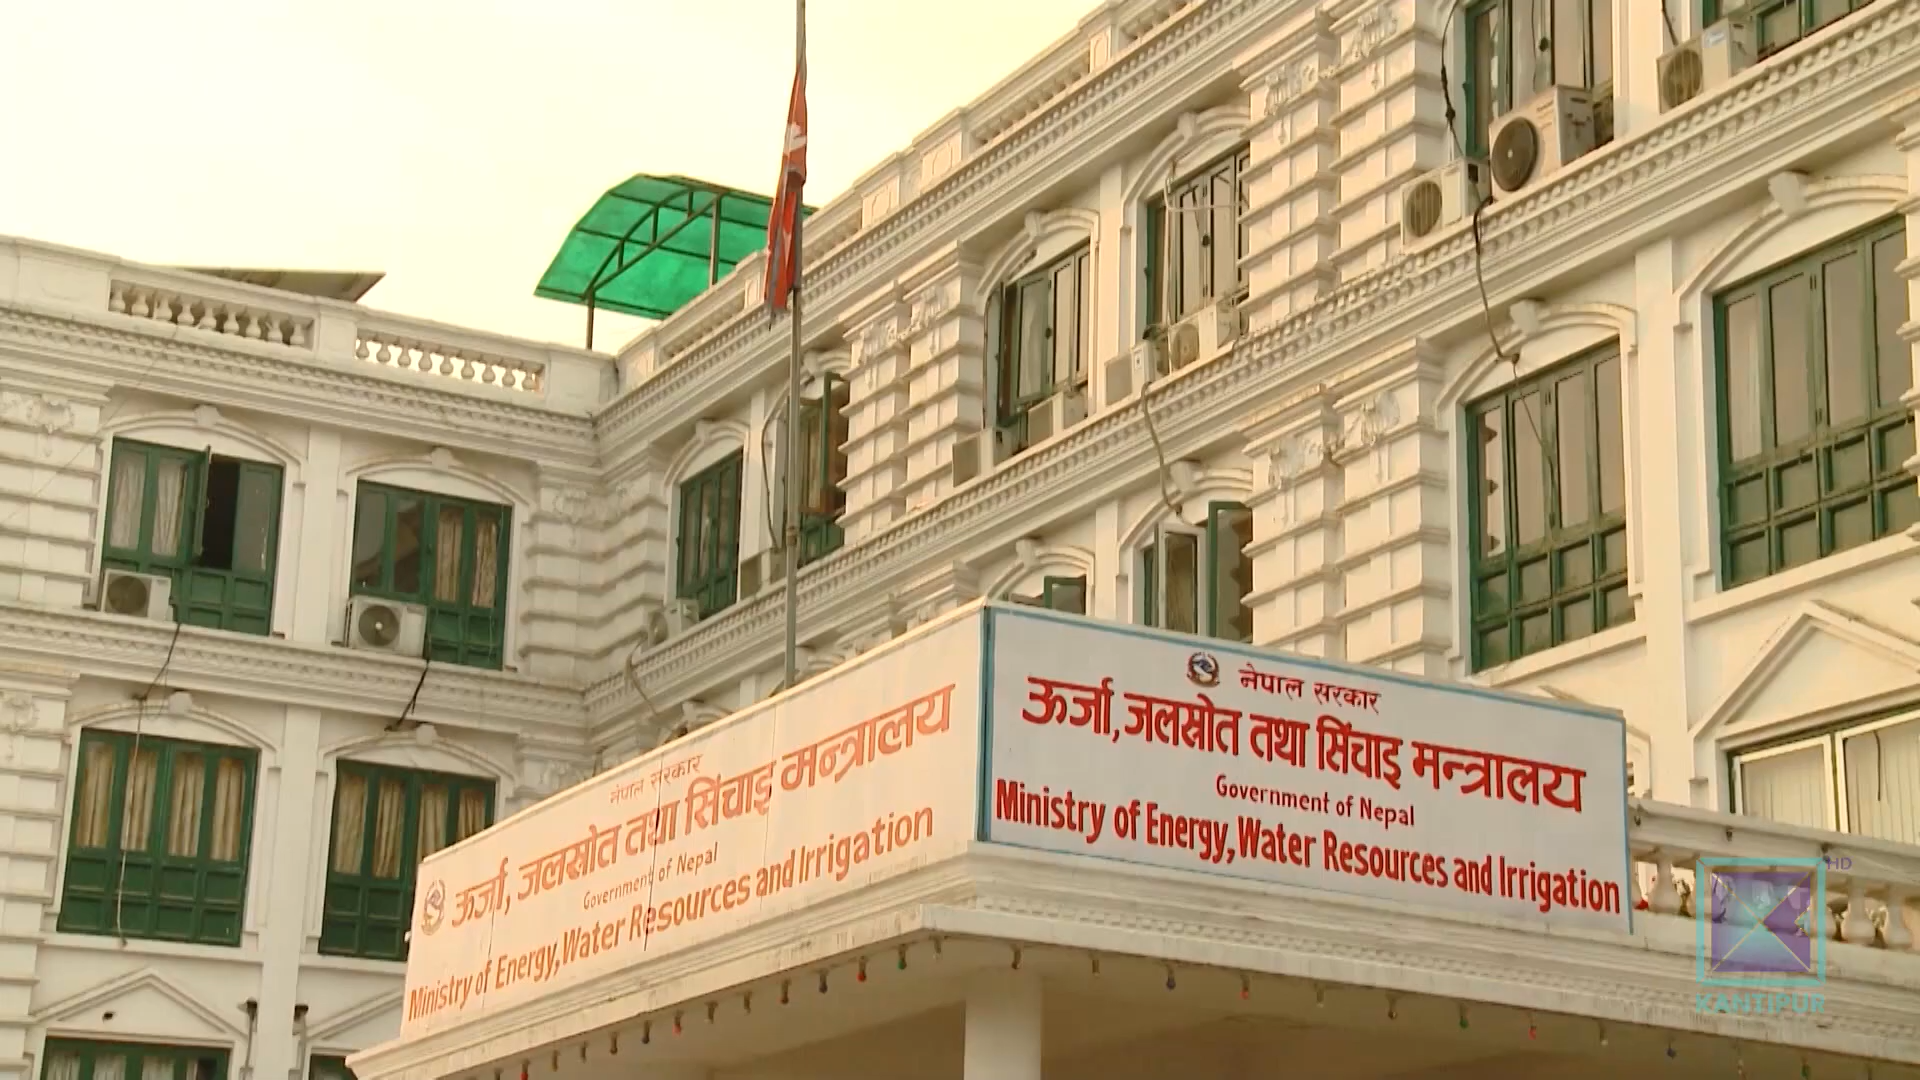 नेपाल सरकार
ऊर्जा, जलस्रोत तथा सिंचाइ मन्त्रालय
Government of Nepal
Ministry of Energy, Water Resources and Irrigation
नेपाल सरकार
ऊर्जा, जलस्रोत तथा सिंचाइ मन्त्रालय
Government of Nepal
Ministry of Energy, Water Resources and Irrigation
HD
KANTIPUR